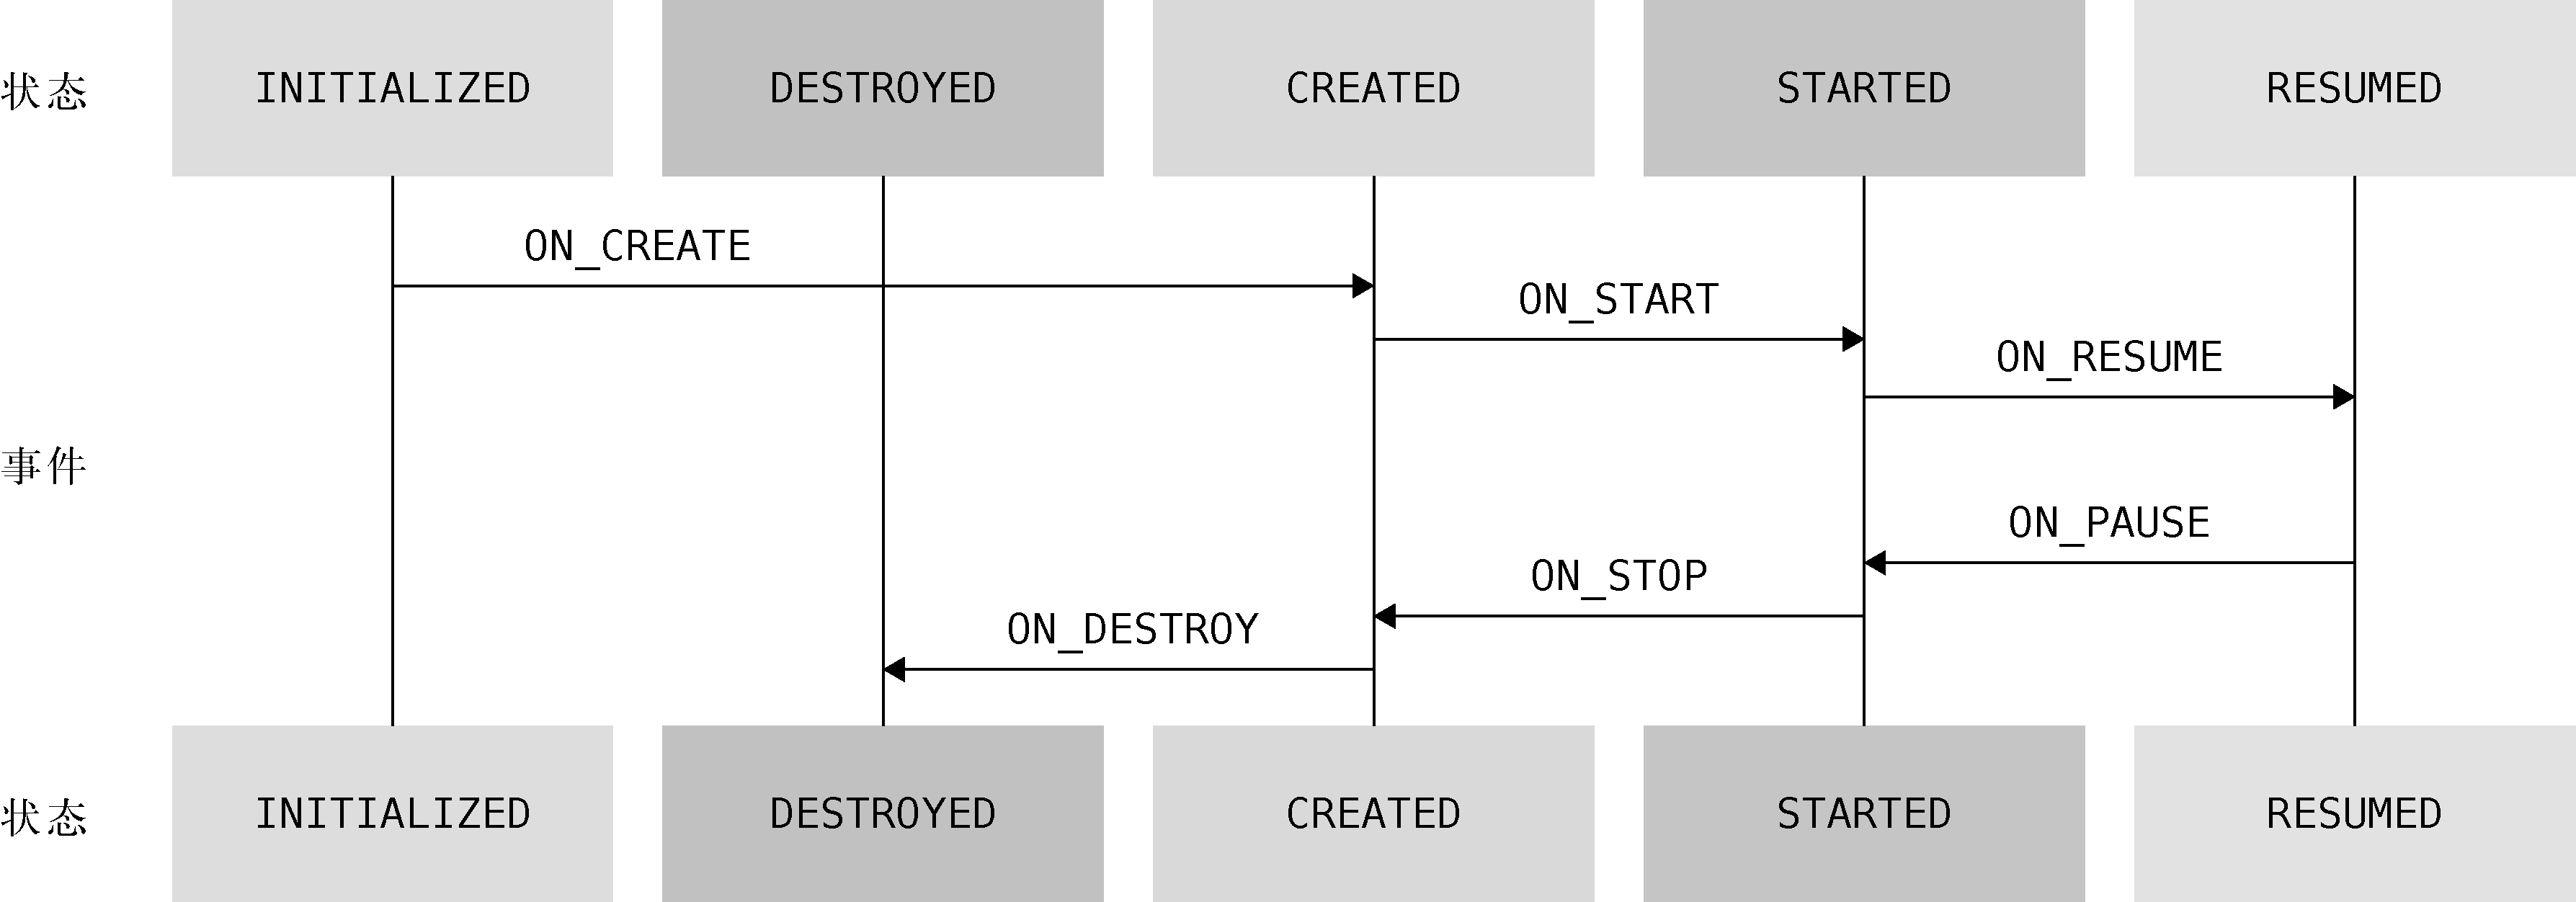 状态 INITIALIZED DESTROYED CREATED STARTED RESUMED
ON_CREATE
ON_START
ON_RESUME
事件
ON_PAUSE
ON_STOP
ON_DESTROY
状态 INITIALIZED DESTROYED CREATED STARTED RESUMED